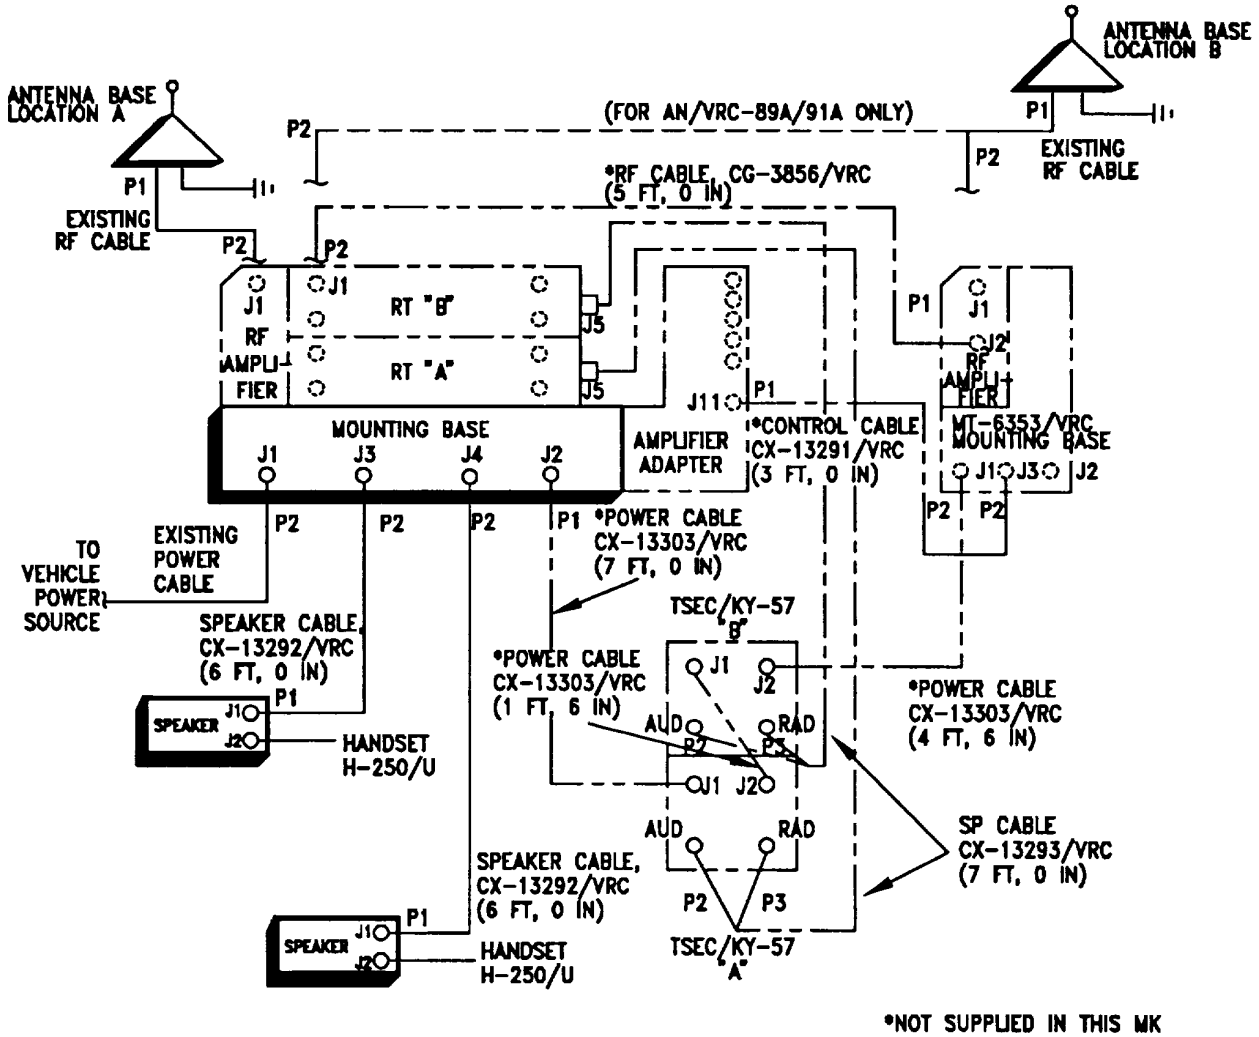 ANTENNA BASE
LOCATION B
ANTENNA BASE
LOCATION A
(FOR AN/VRC-89A/91A ONLY)
P2
P1
P2
EXISTING
RF CABLE
P1
*RF CABLE, CG-3856/VRC
(5 FT, 0 IN)
EXISTING
RF CABLE
P2
P2
J1
RF
AMPLI-
FIER
J1
RT "B"
J5
RT "A"
J5
P1
J1
J2
RF
AMPLI-
FIER
P1
J11
*CONTROL CABLE
CX-13291/VRC
(3 FT, 0 IN)
MT-6353/VRC
MOUNTING BASE
J1
J3
J2
MOUNTING BASE
AMPLIFIER
ADAPTER
J1
J3
J4
J2
P2
P2
P2
P1
P2
P2
EXISTING
POWER
CABLE
TO
VEHICLE
POWER
SOURCE
*POWER CABLE
CX-13303/VRC
(7 FT, 0 IN)
TSEC/KY-57
"B"
SPEAKER CABLE,
CX-13292/VRC
(6 FT, 0 IN)
*POWER CABLE
CX-13303/VRC
(1 FT, 6 IN)
J1
J2
*POWER CABLE
CX-13303/VRC
(4 FT, 6 IN)
P1
SPEAKER
J1
J2
HANDSET
H-250/U
AUD
RAD
P2
P3
J1
J2
AUD
RAD
SP CABLE
CX-13293/VRC
(7 FT, 0 IN)
SPEAKER CABLE,
CX-13292/VRC
(6 FT, 0 IN)
P2
P3
P1
SPEAKER
J1
J2
HANDSET
H-250/U
TSEC/KY-57
"A"
*NOT SUPPLIED IN THIS MK